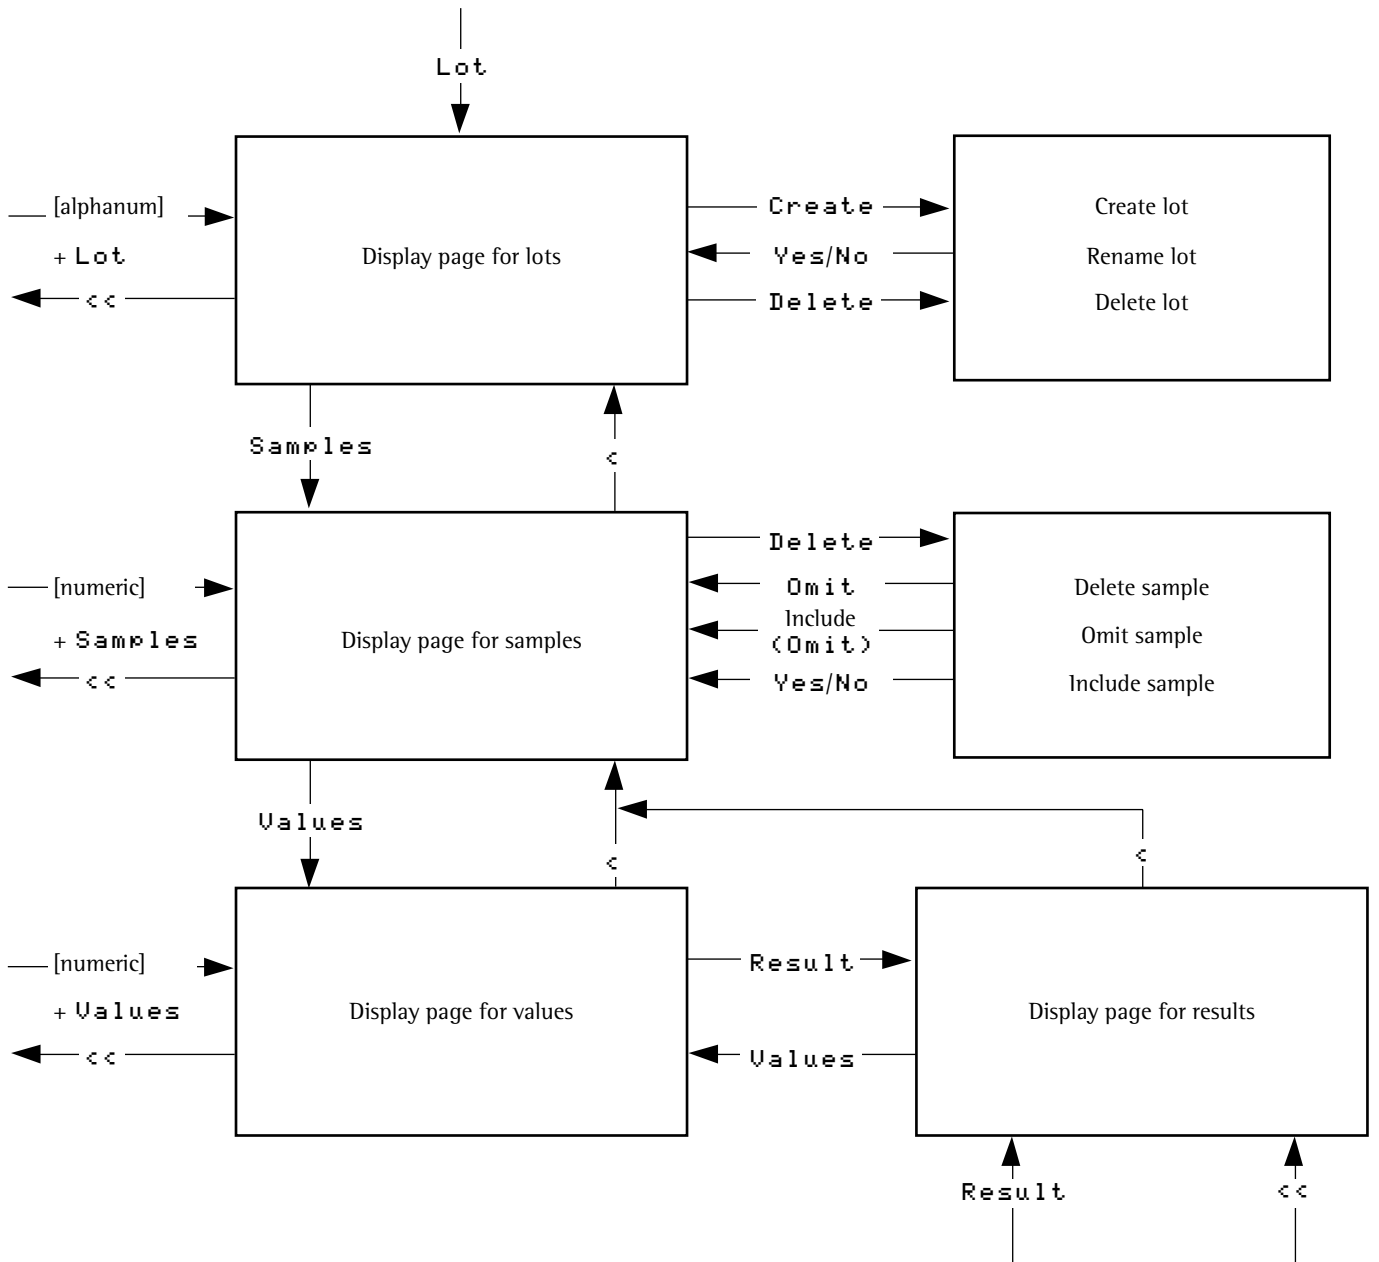 Lot
[alphanum]
+ Lot
<<
Display page for lots
Create
Yes/No
Delete
Create lot
Rename lot
Delete lot
Samples
<
[numeric]
+ Samples
<<
Display page for samples
Delete
Omit
Include
(Omit)
Yes/No
Delete sample
Omit sample
Include sample
Values
<
<
[numeric]
+ Values
<<
Display page for values
Result
Values
Display page for results
Result
<<